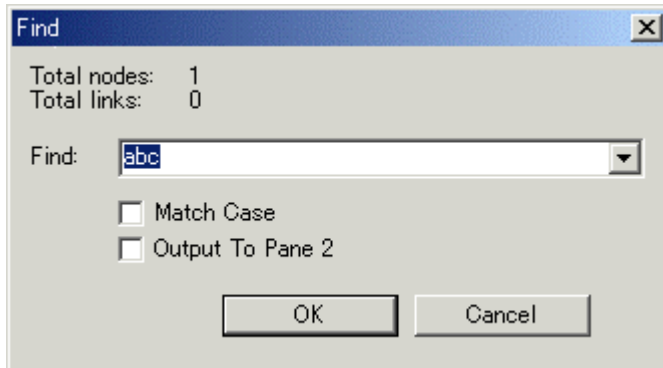 Find
Total nodes: 1
Total links: 0
Find: abc
Match Case
Output To Pane 2
OK Cancel